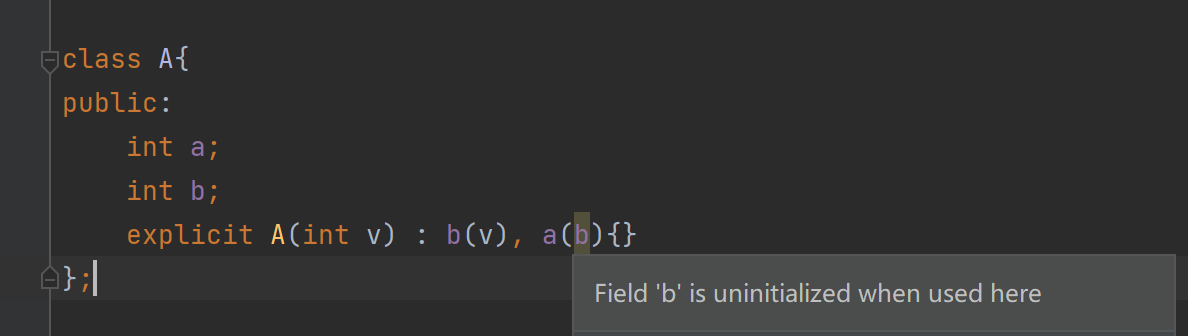 class A{
public:
    int a;
    int b;
    explicit A(int v) : b(v), a(b){}
};
Field 'b' is uninitialized when used here